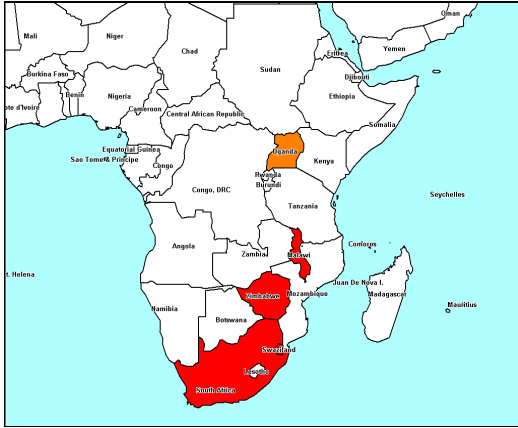 Oman
Mali
Niger
Chad
Yemen
Eritrea
Sudan
Burkina Faso
Djibouti
Benin
Nigeria
Ethiopia
ote d'Ivoire
Cameroon
Central African Republic
Somalia
Equatorial Guinea
Uganda
Sao Tome & Principe
Congo
Kenya
Rwanda
Congo, DRC
Burundi
Seychelles
Tanzania
Angola
Comoros
Zambia
Malawi
t. Helena
Juan De Nova I.
Zimbabwe
Mozambique
Madagascar
Mauritius
Namibia
Botswana
Swaziland
Lesotho
South Africa